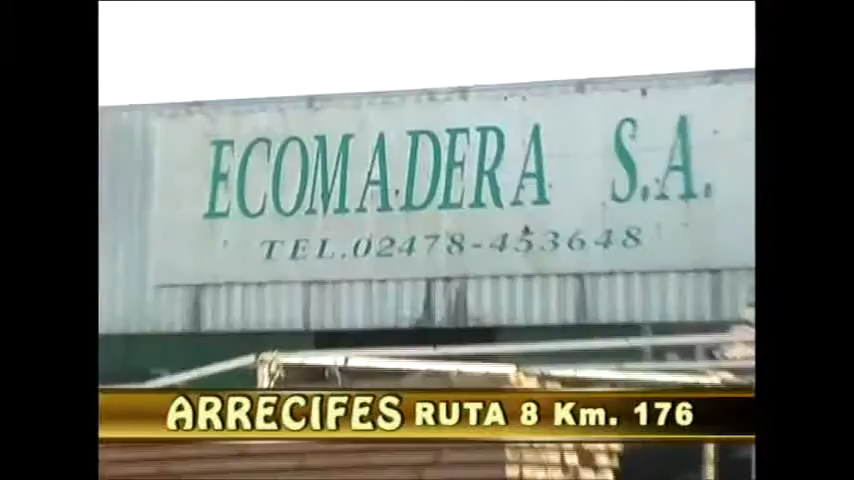 ECOMADERA S.A.
TEL.02478-453648
ARRECIFES RUTA 8 Km. 176